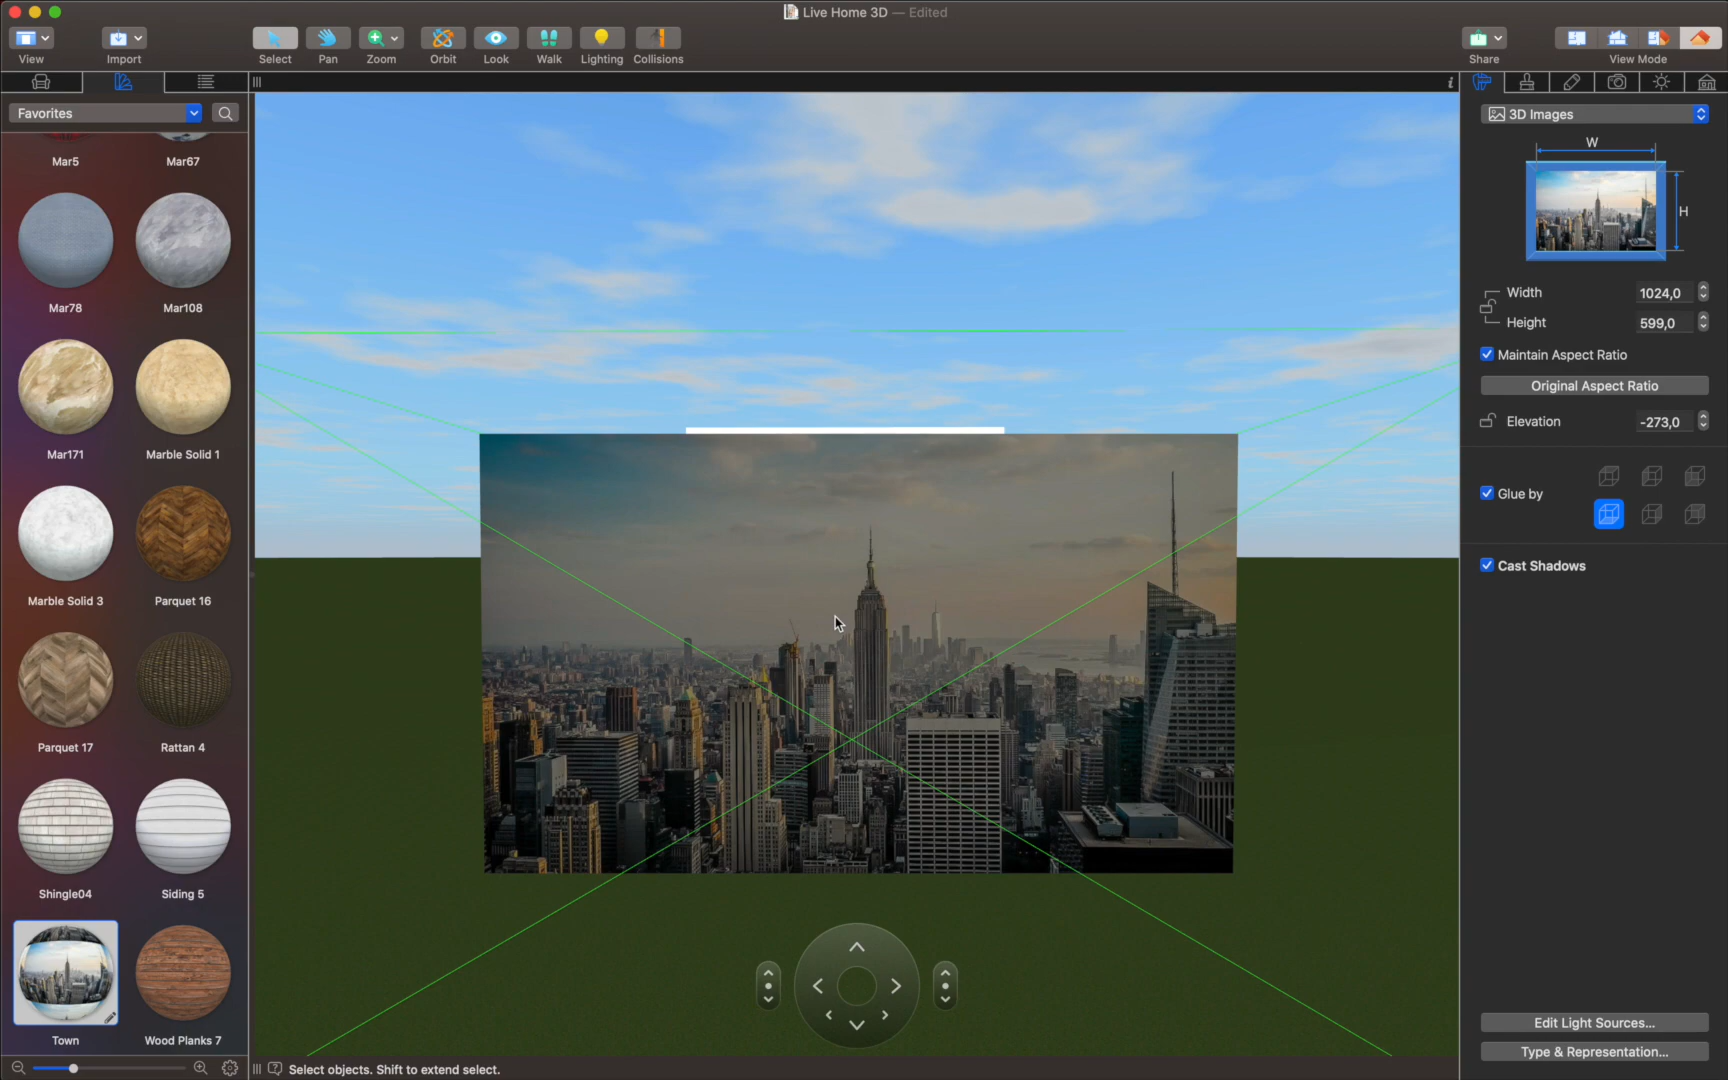 Live Home 3D — Edited
View
Import
Select
Pan
Zoom
Orbit
Look
Walk
Lighting
Collisions
Share
View Mode
Favorites
Mar5
Mar67
Mar78
Mar108
Mar171
Marble Solid 1
Marble Solid 3
Parquet 16
Parquet 17
Rattan 4
Shingle04
Siding 5
Town
Wood Planks 7
i
3D Images
W
H
Width 1024,0
Height 599,0
Maintain Aspect Ratio
Original Aspect Ratio
Elevation -273,0
Glue by
Cast Shadows
Edit Light Sources...
Type & Representation...
Select objects. Shift to extend select.